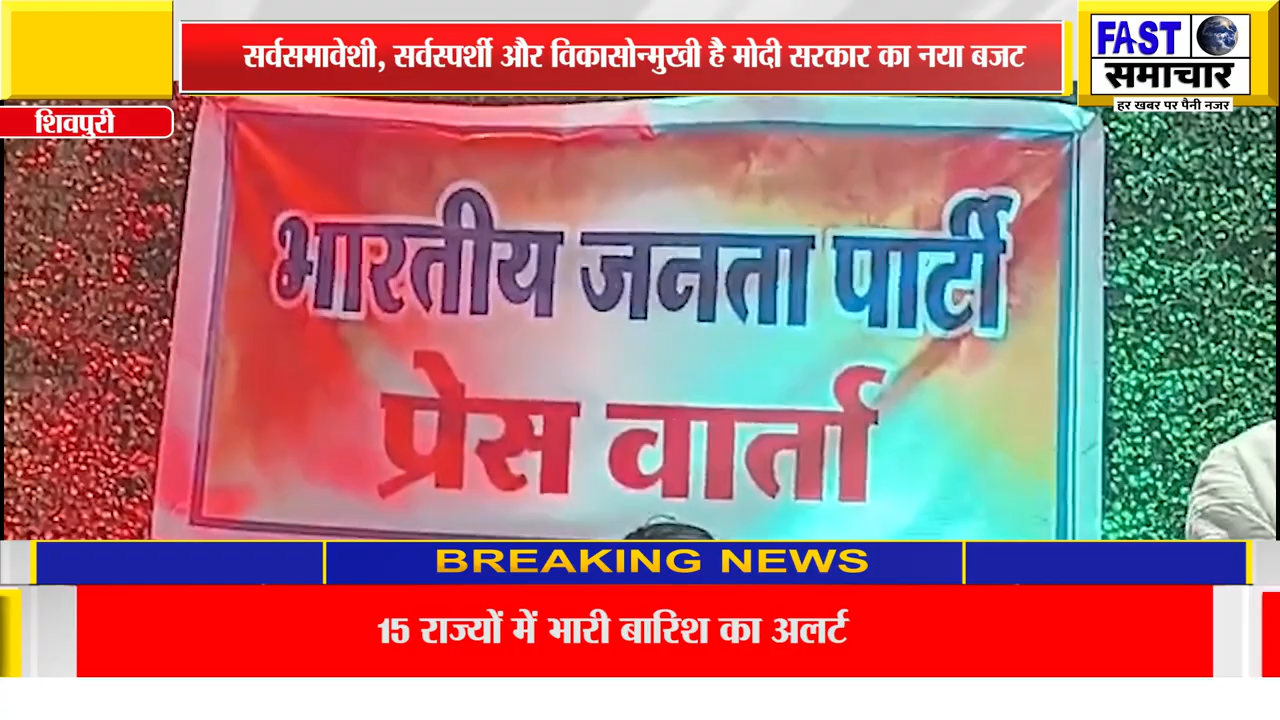 सर्वसमावेशी, सर्वस्पर्शी और विकासोन्मुखी है मोदी सरकार का नया बजट
FAST
समाचार
हर खबर पर पैनी नजर
शिवपुरी
भारतीय जनता पार्टी
प्रेस वार्ता
BREAKING NEWS
15 राज्यों में भारी बारिश का अलर्ट